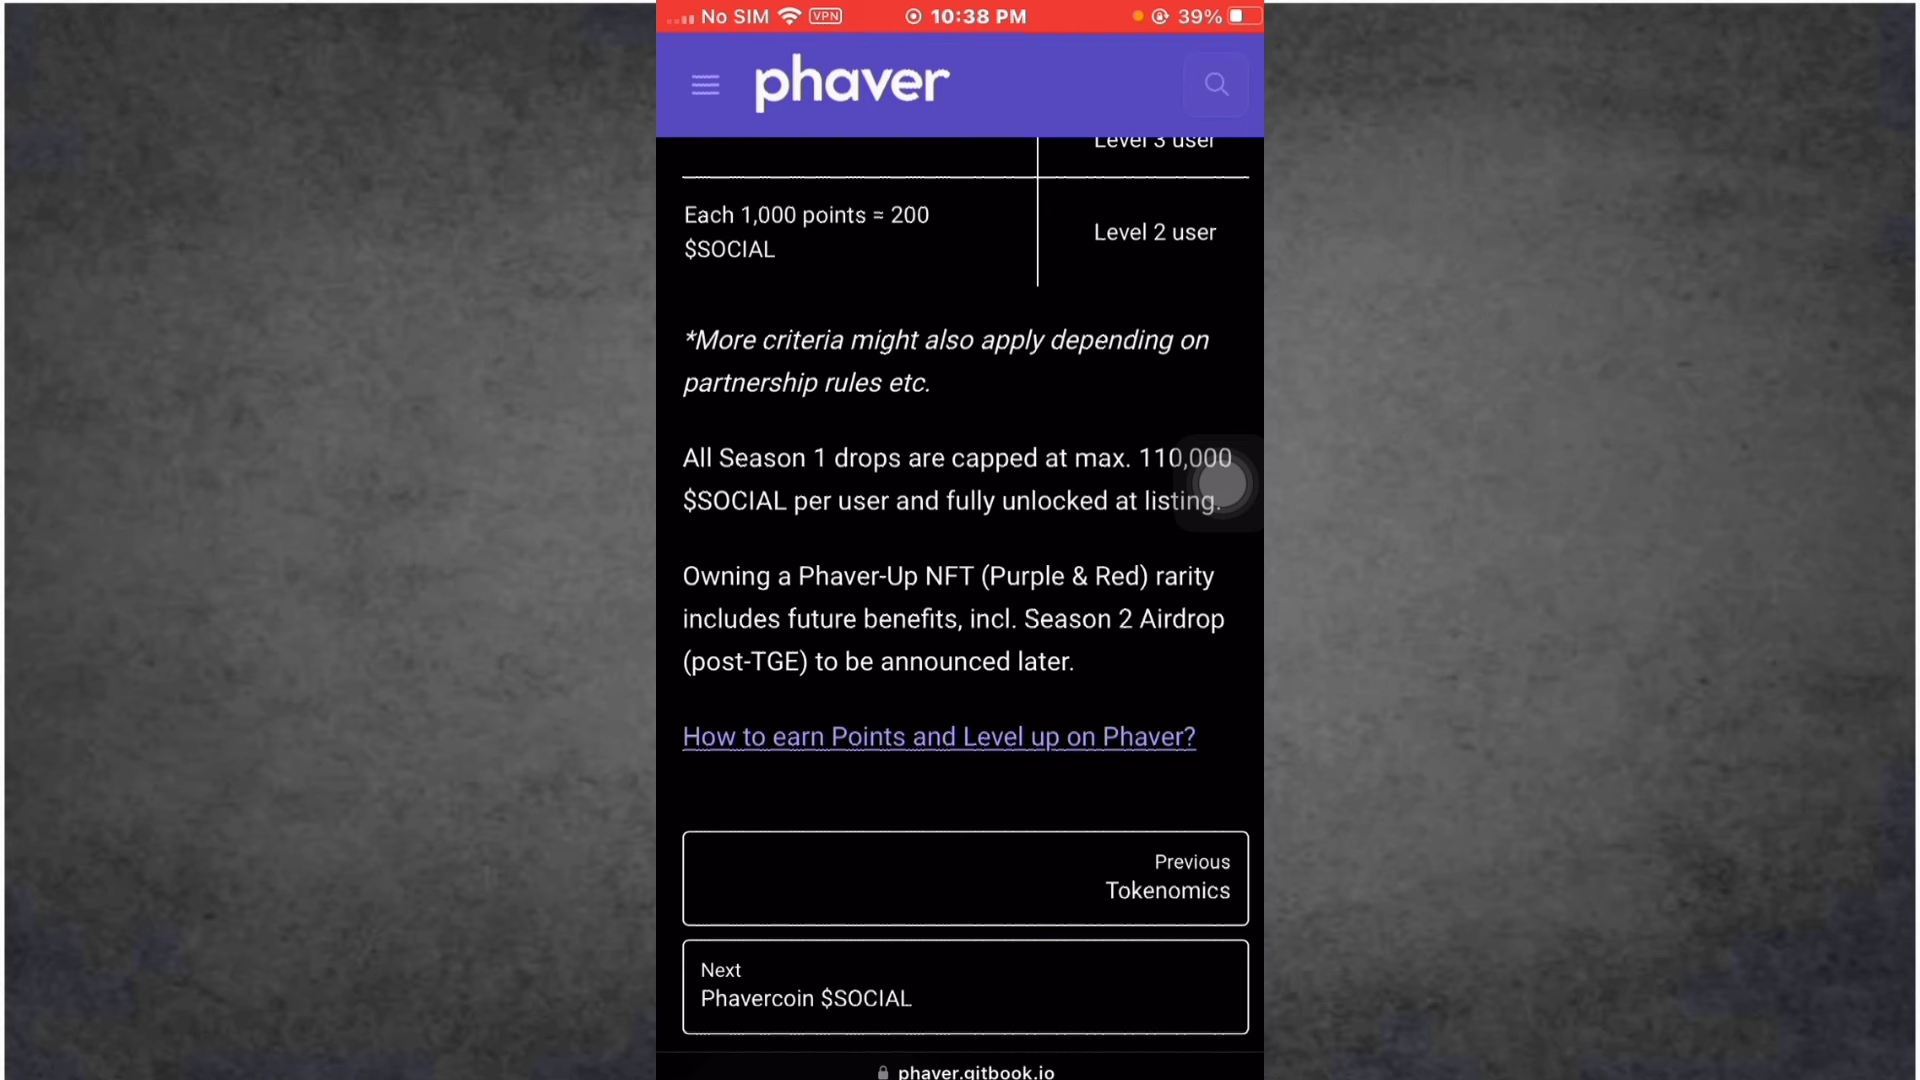 No SIM VPN 10:38 PM 39%
phaver
Level 3 user
Each 1,000 points = 200
$SOCIAL
Level 2 user
*More criteria might also apply depending on
partnership rules etc.
All Season 1 drops are capped at max. 110,000
$SOCIAL per user and fully unlocked at listing.
Owning a Phaver-Up NFT (Purple & Red) rarity
includes future benefits, incl. Season 2 Airdrop
(post-TGE) to be announced later.
How to earn Points and Level up on Phaver?
Previous
Tokenomics
Next
Phavercoin $SOCIAL
phaver.gitbook.io